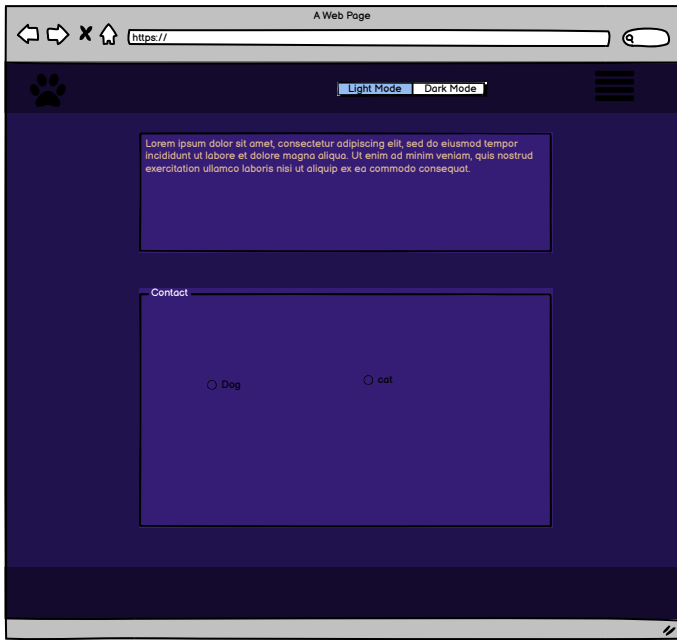 A Web Page
https://
Light Mode
Dark Mode
Lorem ipsum dolor sit amet, consectetur adipiscing elit, sed do eiusmod tempor
incididunt ut labore et dolore magna aliqua. Ut enim ad minim veniam, quis nostrud
exercitation ullamco laboris nisi ut aliquip ex ea commodo consequat.
Contact
Dog
cat